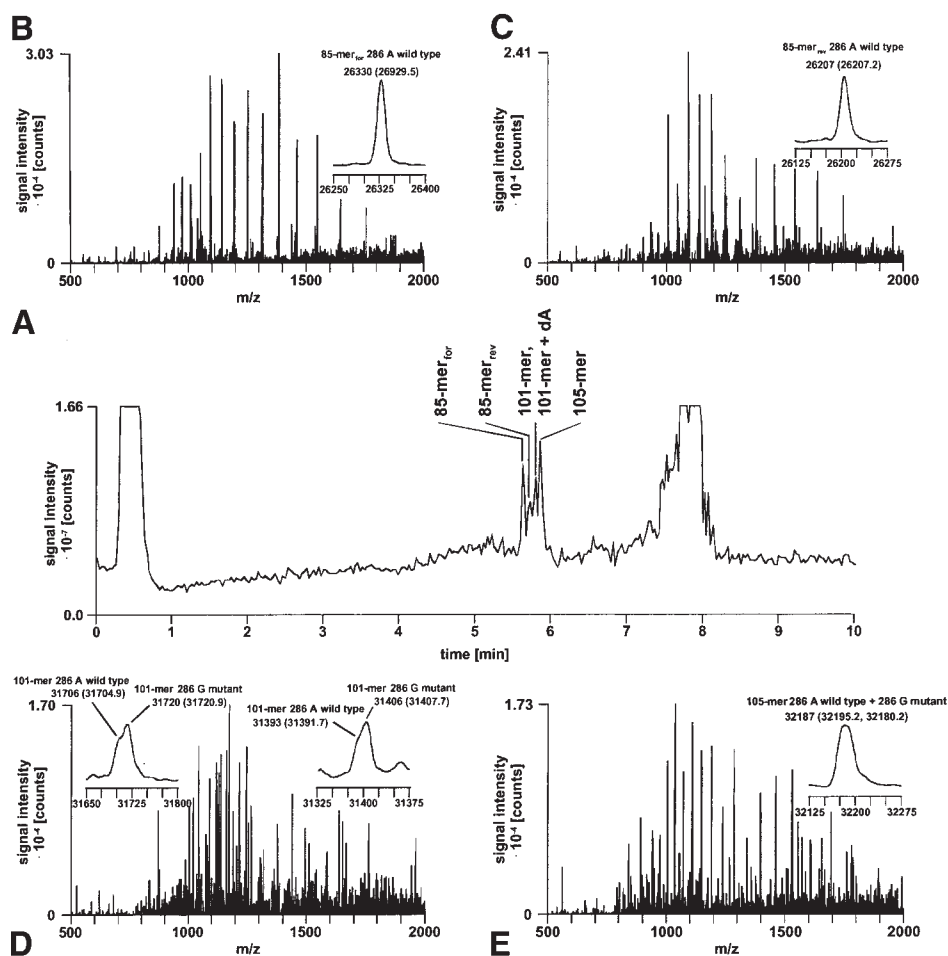 B
3.03
signal intensity
· 10⁻⁴ [counts]
0
500
1000
1500
2000
m/z
85-merfor 286 A wild type
26330 (26929.5)
26250
26325
26400
C
2.41
signal intensity
· 10⁻⁴ [counts]
0
500
1000
1500
2000
m/z
85-merrev 286 A wild type
26207 (26207.2)
26125
26200
26275
A
1.66
signal intensity
· 10⁻⁷ [counts]
0.0
85-merfor
85-merrev
101-mer,
101-mer + dA
105-mer
0
1
2
3
4
5
6
7
8
9
10
time [min]
101-mer 286 A wild type
31706 (31704.9)
101-mer 286 G mutant
31720 (31720.9)
31650
31725
31800
101-mer 286 G mutant
31406 (31407.7)
101-mer 286 A wild type
31393 (31391.7)
31325
31400
31375
1.70
signal intensity
· 10⁻⁴ [counts]
0
500
1000
1500
2000
m/z
D
105-mer 286 A wild type + 286 G mutant
32187 (32195.2, 32180.2)
32125
32200
32275
1.73
signal intensity
· 10⁻⁴ [counts]
0
500
1000
1500
2000
m/z
E